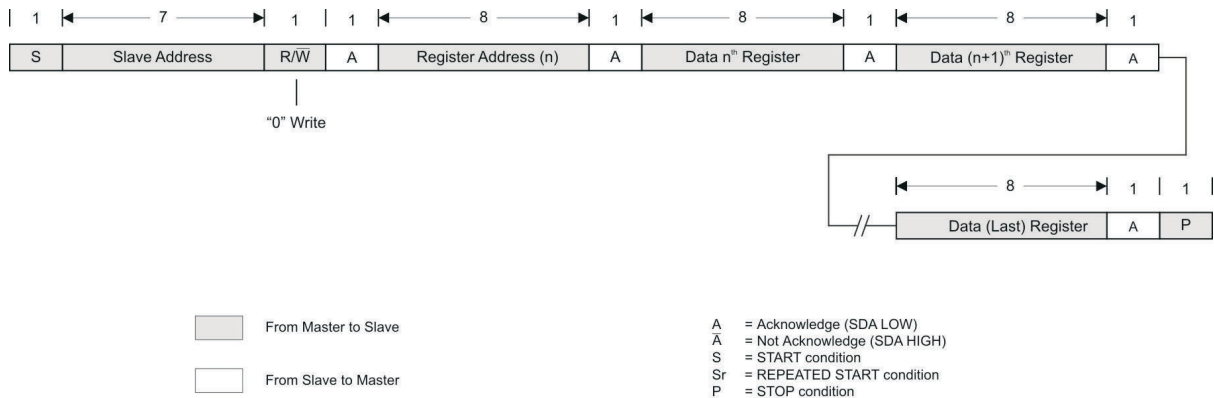 1 7 1 1 8 1 8 1 8 1
S Slave Address R/W̅ A Register Address (n) A Data nᵗʰ Register A Data (n+1)ᵗʰ Register A
“0” Write
8 1 1
Data (Last) Register A P
From Master to Slave
From Slave to Master
A = Acknowledge (SDA LOW)
A̅ = Not Acknowledge (SDA HIGH)
S = START condition
Sr = REPEATED START condition
P = STOP condition